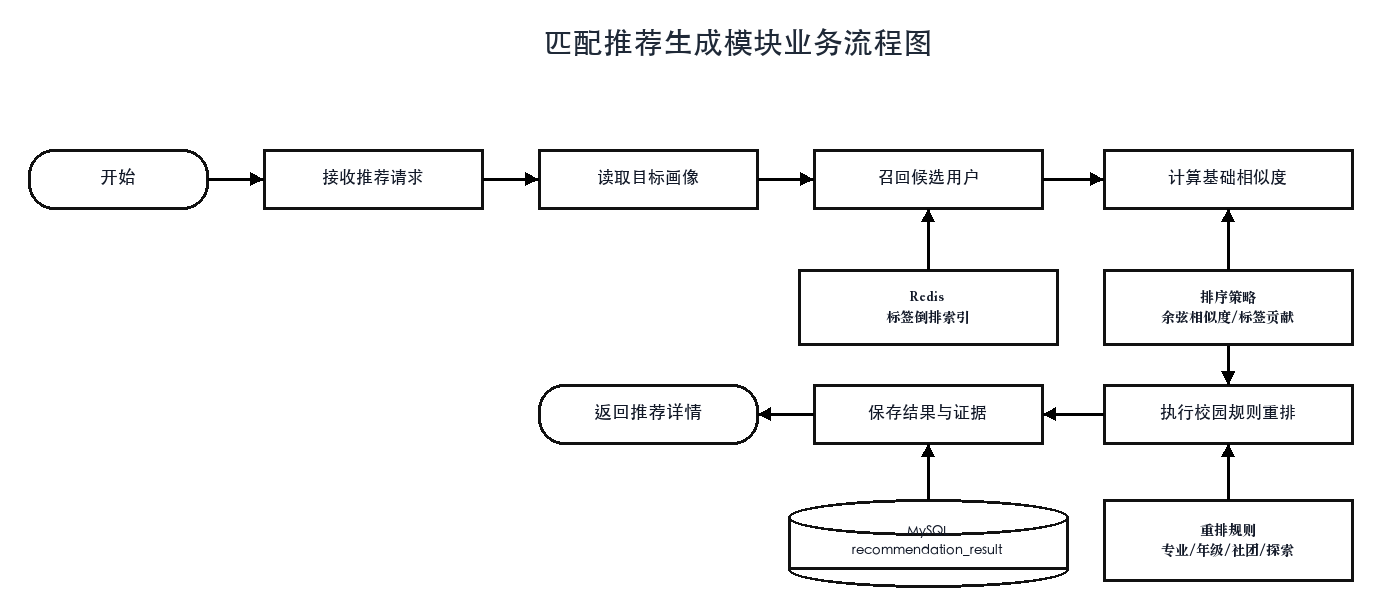 匹配推荐生成模块业务流程图
开始
接收推荐请求
读取目标画像
召回候选用户
计算基础相似度
Redis
标签倒排索引
排序策略
余弦相似度/标签贡献
返回推荐详情
保存结果与证据
执行校园规则重排
MySQL
recommendation_result
重排规则
专业/年级/社团/探索